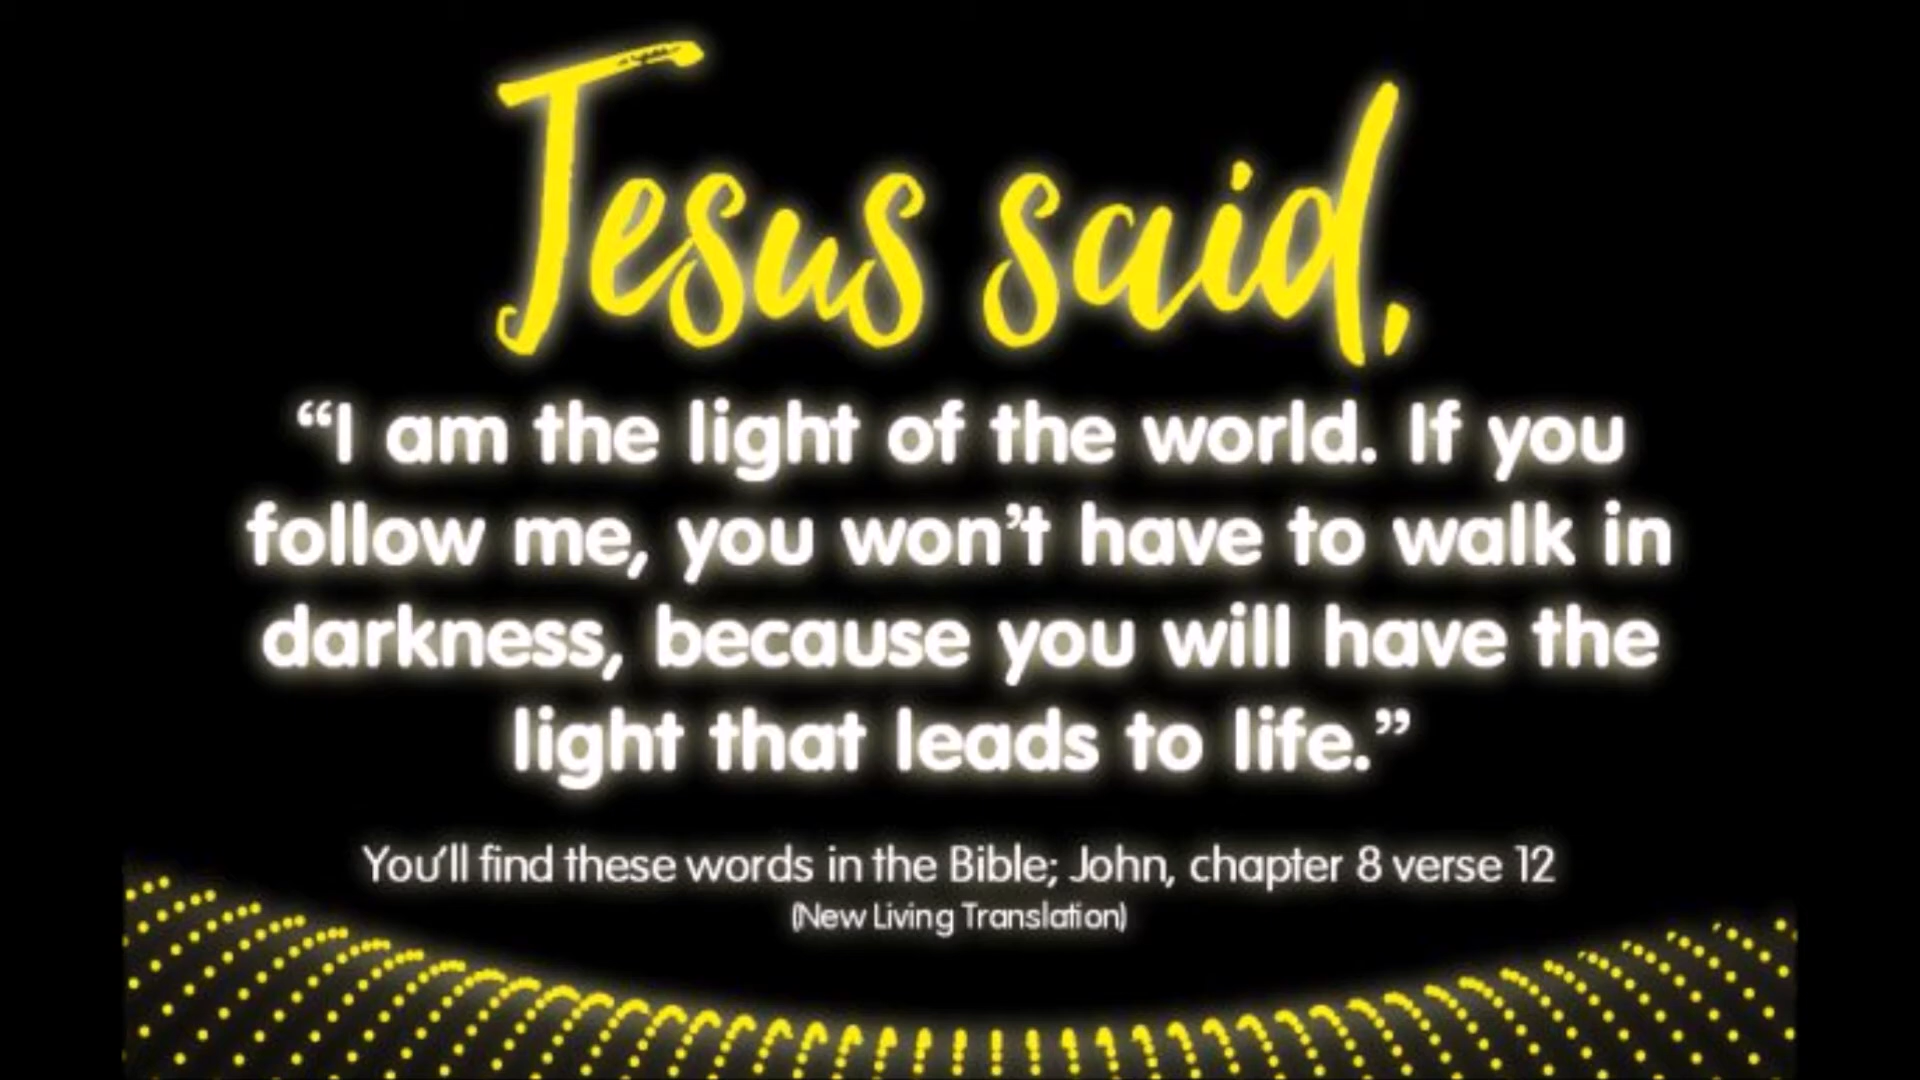 Jesus said,
“I am the light of the world. If you
follow me, you won’t have to walk in
darkness, because you will have the
light that leads to life.”
You’ll find these words in the Bible; John, chapter 8 verse 12
(New Living Translation)